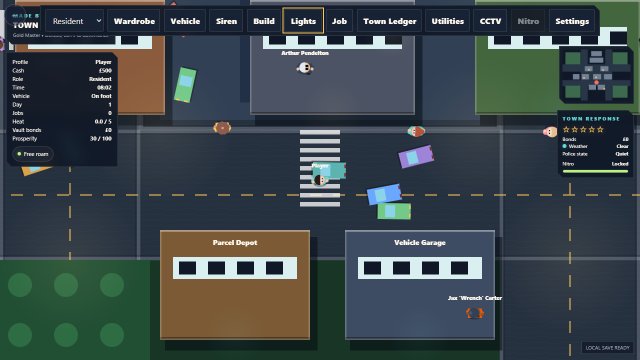 MADE B
TOWN
Resident
Wardrobe
Vehicle
Siren
Build
Lights
Job
Town Ledger
Utilities
CCTV
Nitro
Settings
Profile Player
Cash £500
Role Resident
Time 08:02
Vehicle On foot
Day 1
Jobs 0
Heat 0.0 / 5
Vault bonds £0
Prosperity 30 / 100
Free roam
Arthur Pendelton
Player
TOWN RESPONSE
Bonds £0
Weather Clear
Police state Quiet
Nitro Locked
Parcel Depot
Vehicle Garage
Jax "Wrench" Carter
LOCAL SAVE READY